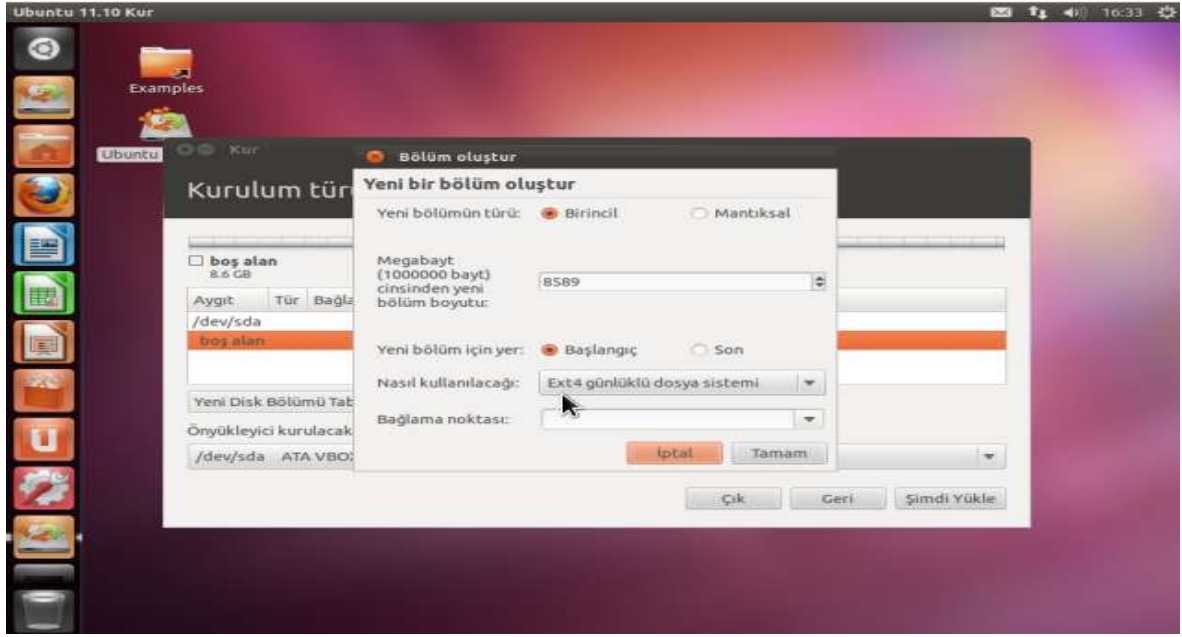 Ubuntu 11.10 Kur
16:33
Examples
Ubuntu
Kur
Bölüm oluştur
Kurulum tür
Yeni bir bölüm oluştur
Yeni bölümün türü: Birincil Mantıksal
boş alan
8.6 GB
Megabayt
(1000000 bayt)
cinsinden yeni
bölüm boyutu:
8589
Aygıt Tür Bağla
/dev/sda
boş alan
Yeni bölüm için yer: Başlangıç Son
Nasıl kullanılacağı: Ext4 günlüklü dosya sistemi
Yeni Disk Bölümü Tab
Bağlama noktası:
Önyükleyici kurulacak
/dev/sda ATA VBOX
İptal Tamam
Çık Geri Şimdi Yükle